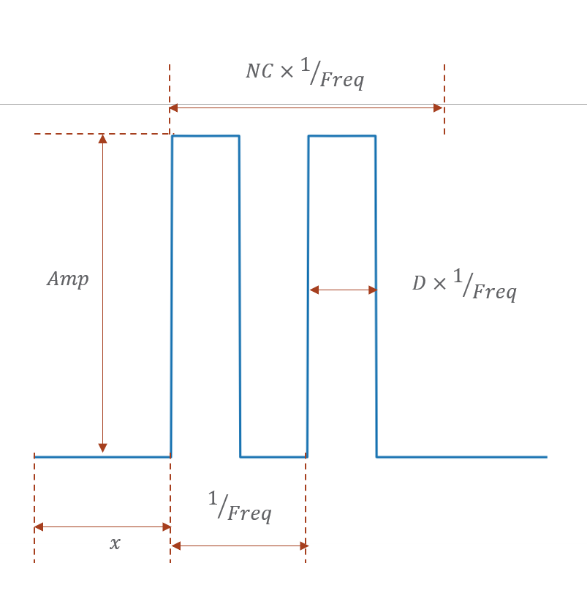 NC × 1/Freq
Amp
D × 1/Freq
1/Freq
x